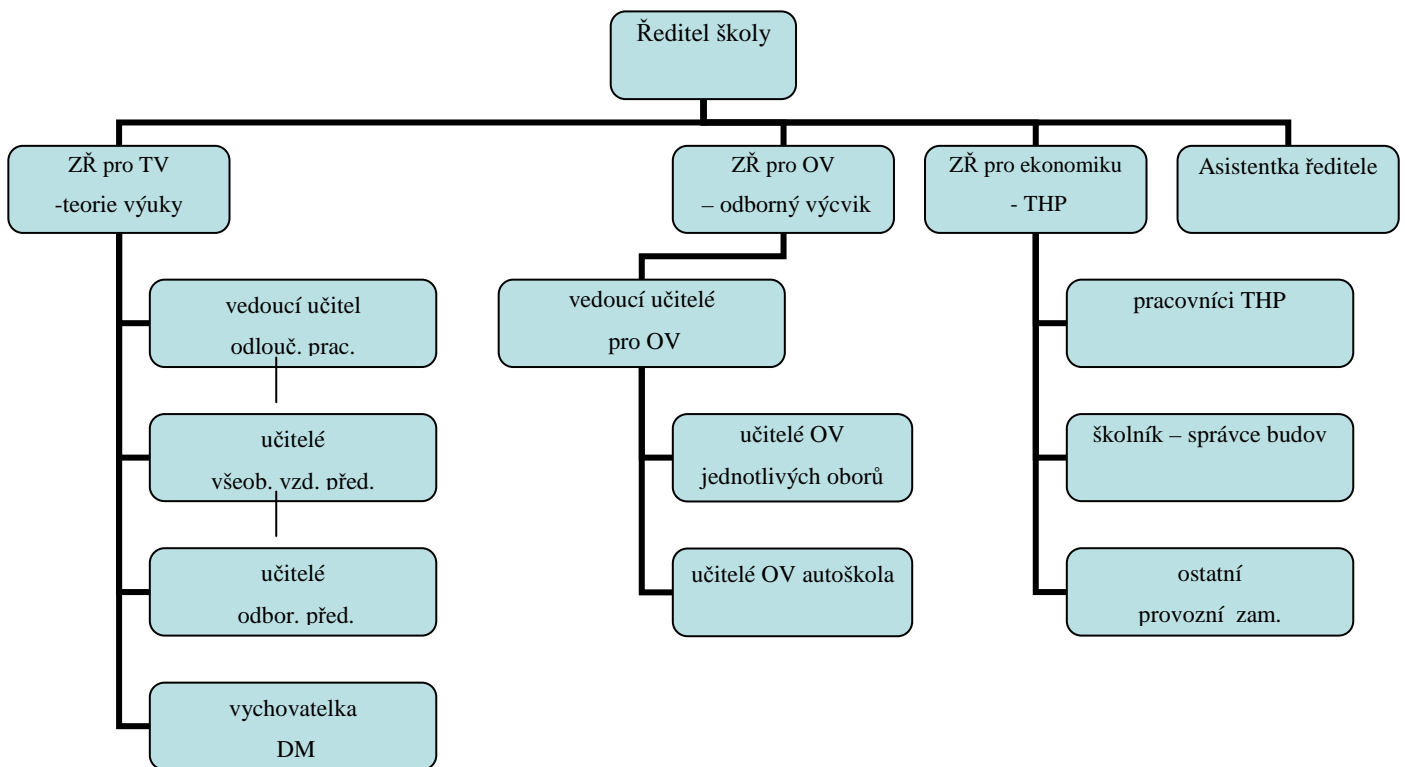 Ředitel školy
ZŘ pro TV
-teorie výuky
ZŘ pro OV
– odborný výcvik
ZŘ pro ekonomiku
- THP
Asistentka ředitele
vedoucí učitel
odlouč. prac.
učitelé
všeob. vzd. před.
učitelé
odbor. před.
vychovatelka
DM
vedoucí učitelé
pro OV
učitelé OV
jednotlivých oborů
učitelé OV autoškola
pracovníci THP
školník – správce budov
ostatní
provozní zam.